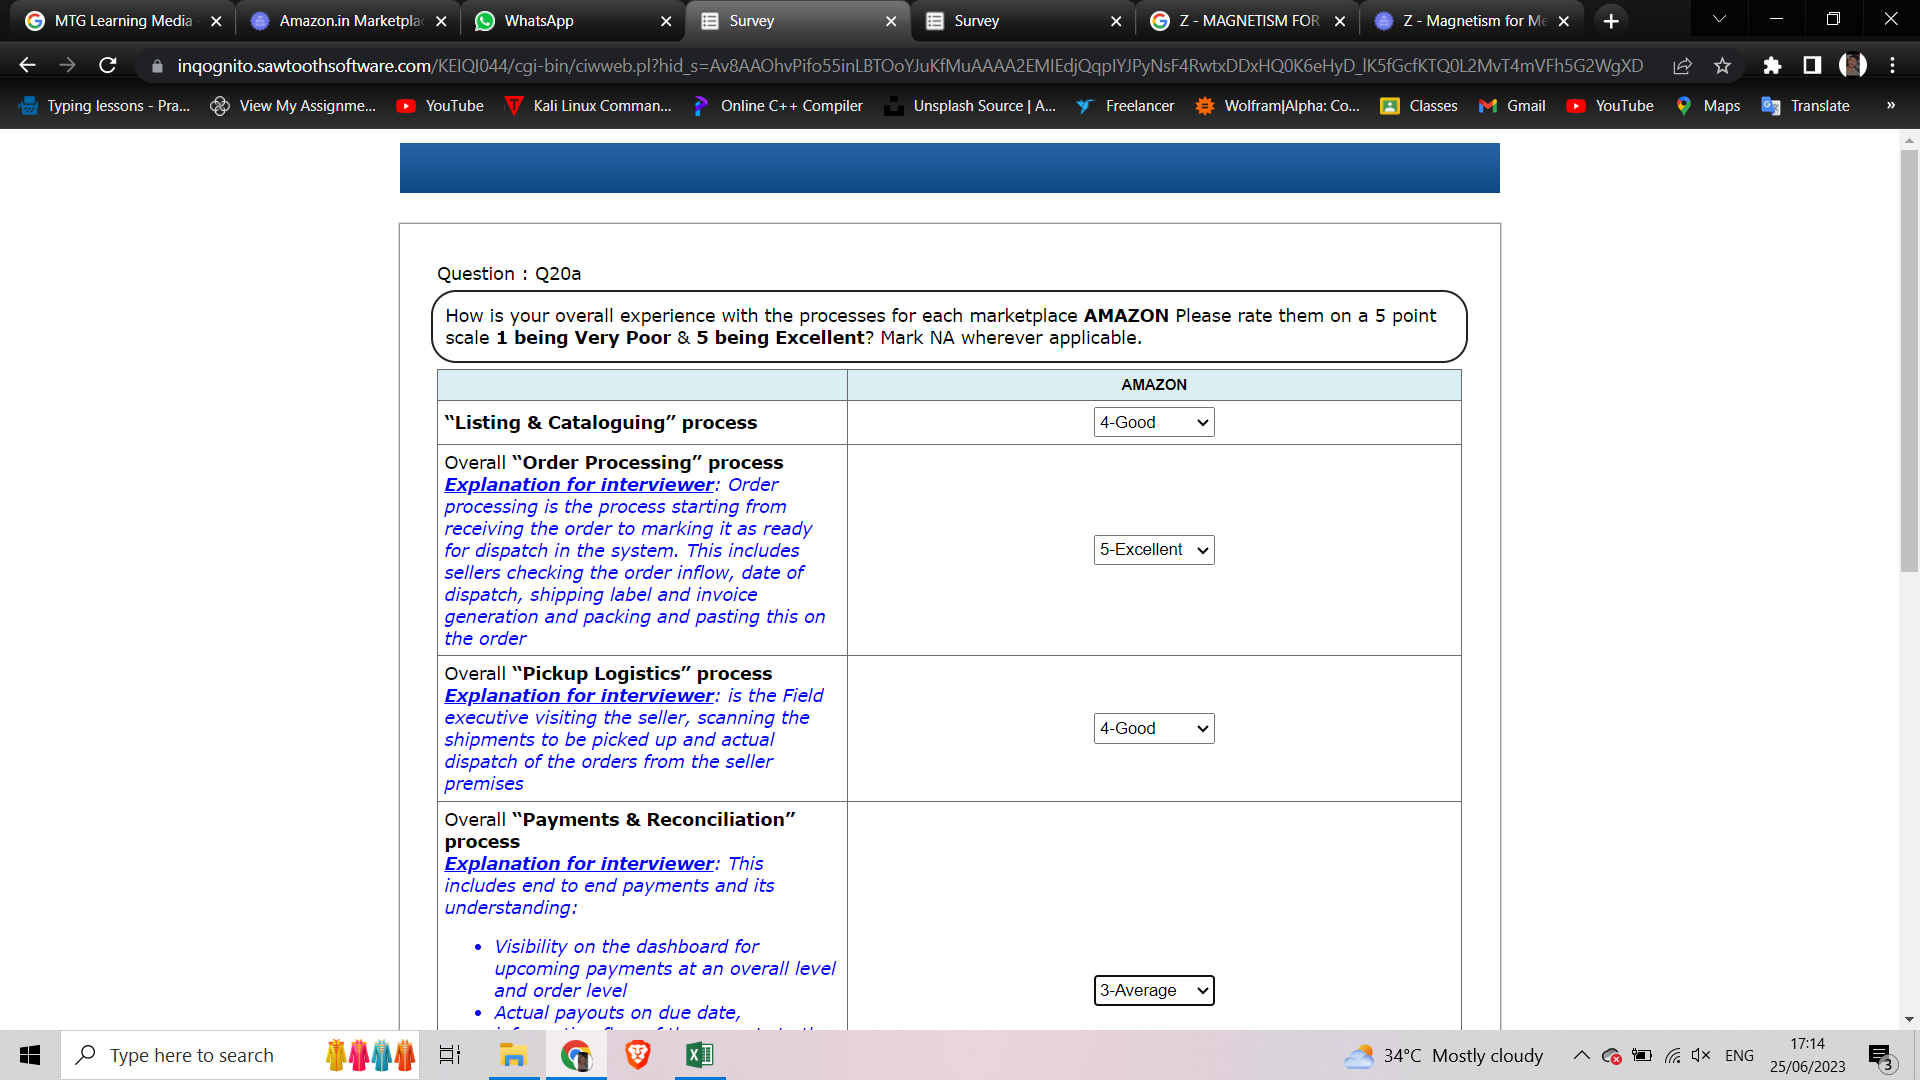 MTG Learning Media
Amazon.in Marketplac
WhatsApp
Survey
Survey
Z - MAGNETISM FOR
Z - Magnetism for Me
inqognito.sawtoothsoftware.com/KEIQI044/cgi-bin/ciwweb.pl?hid_s=Av8AAOhvPifo55inLBTOoYJuKfMuAAAA2EMIEdjQqpIYJPyNsF4RwtxDDxHQ0K6eHyD_lK5fGcfKTQ0L2MvT4mVFh5G2WgXD
Typing lessons - Pra...
View My Assignme...
YouTube
Kali Linux Comman...
Online C++ Compiler
Unsplash Source | A...
Freelancer
Wolfram|Alpha: Co...
Classes
Gmail
YouTube
Maps
Translate
»
Question : Q20a
How is your overall experience with the processes for each marketplace AMAZON Please rate them on a 5 point
scale 1 being Very Poor & 5 being Excellent? Mark NA wherever applicable.
AMAZON
“Listing & Cataloguing” process
4-Good
Overall “Order Processing” process
Explanation for interviewer: Order
processing is the process starting from
receiving the order to marking it as ready
for dispatch in the system. This includes
sellers checking the order inflow, date of
dispatch, shipping label and invoice
generation and packing and pasting this on
the order
5-Excellent
Overall “Pickup Logistics” process
Explanation for interviewer: is the Field
executive visiting the seller, scanning the
shipments to be picked up and actual
dispatch of the orders from the seller
premises
4-Good
Overall “Payments & Reconciliation”
process
Explanation for interviewer: This
includes end to end payments and its
understanding:
• Visibility on the dashboard for
upcoming payments at an overall level
and order level
• Actual payouts on due date,
3-Average
Type here to search
34°C Mostly cloudy
ENG
17:14
25/06/2023
3